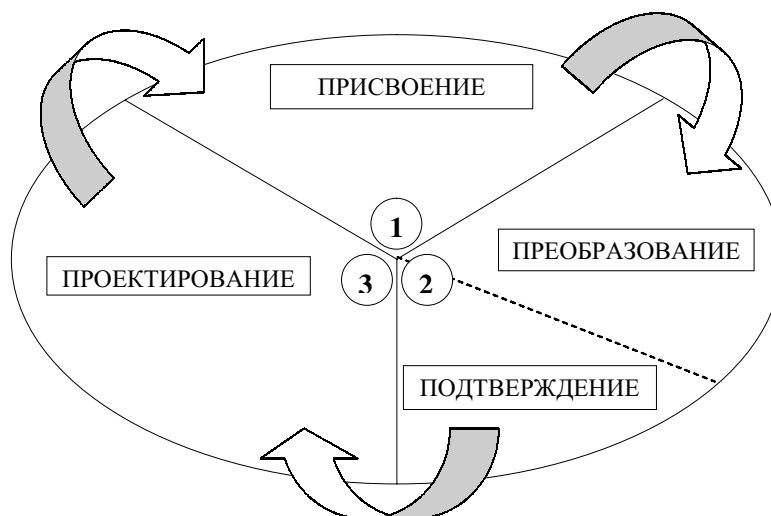 ПРИСВОЕНИЕ
1
ПРЕОБРАЗОВАНИЕ
ПРОЕКТИРОВАНИЕ
3
2
ПОДТВЕРЖДЕНИЕ